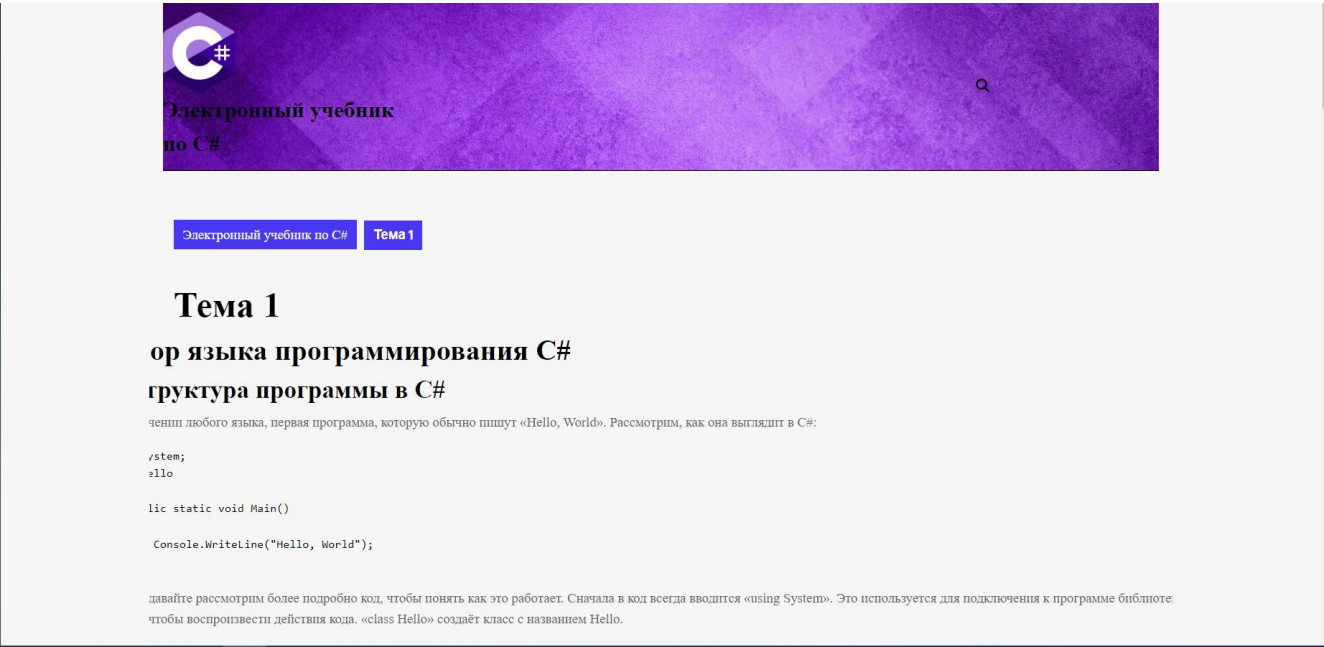 C#
Электронный учебник
по C#
Электронный учебник по C# Тема 1
Тема 1
ор языка программирования C#
труктура программы в C#
чении любого языка, первая программа, которую обычно пишут «Hello, World». Рассмотрим, как она выглядит в C#:
ystem;
ello
lic static void Main()
Console.WriteLine("Hello, World");
давайте рассмотрим более подробно код, чтобы понять как это работает. Сначала в код всегда вводится «using System». Это используется для подключения к программе библиоте
чтобы воспроизвести действия кода. «class Hello» создаёт класс с названием Hello.